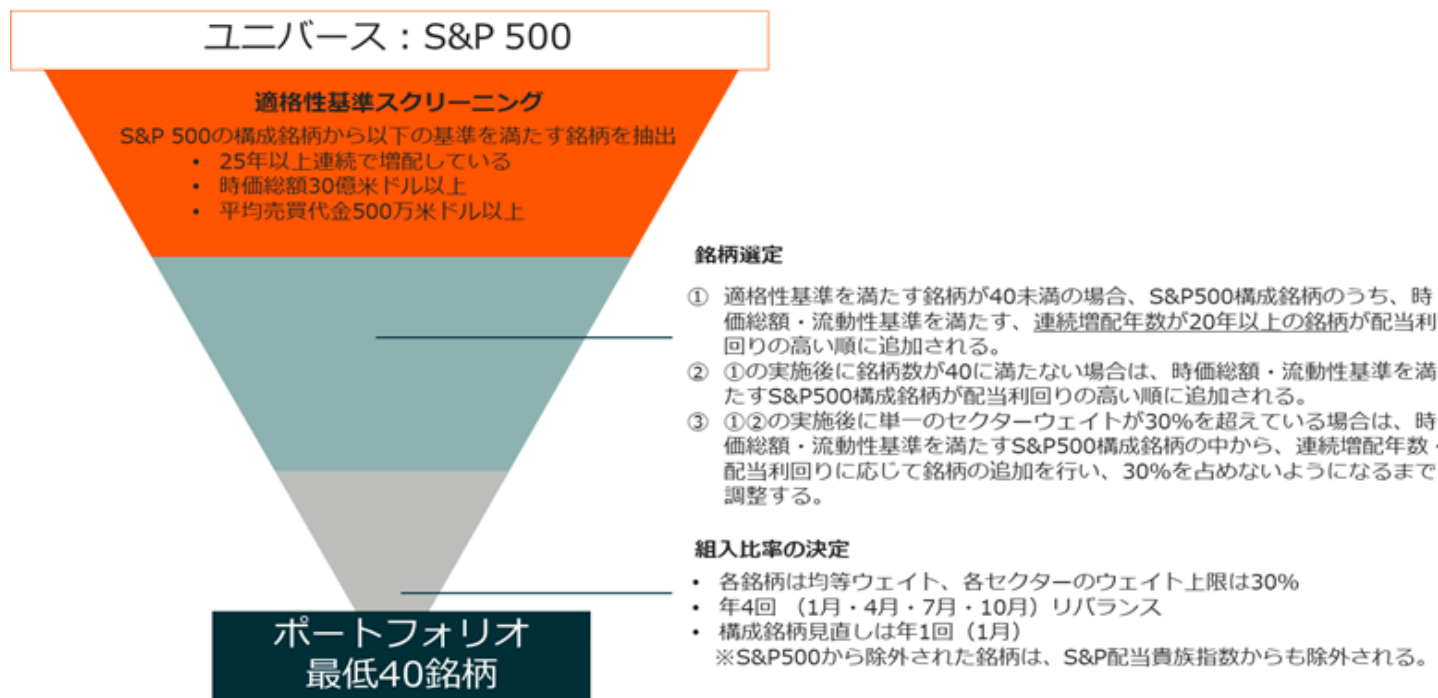 ユニバース：S&P 500
適格性基準スクリーニング
S&P 500の構成銘柄から以下の基準を満たす銘柄を抽出
• 25年以上連続で増配している
• 時価総額30億米ドル以上
• 平均売買代金500万米ドル以上
銘柄選定
① 適格性基準を満たす銘柄が40未満の場合、S&P500構成銘柄のうち、時
価総額・流動性基準を満たす、連続増配年数が20年以上の銘柄が配当利
回りの高い順に追加される。
② ①の実施後に銘柄数が40に満たない場合は、時価総額・流動性基準を満
たすS&P500構成銘柄が配当利回りの高い順に追加される。
③ ①②の実施後に単一のセクターウェイトが30%を超えている場合は、時
価総額・流動性基準を満たすS&P500構成銘柄の中から、連続増配年数・
配当利回りに応じて銘柄の追加を行い、30%を占めないようになるまで
調整する。
組入比率の決定
• 各銘柄は均等ウェイト、各セクターのウェイト上限は30%
• 年4回 （1月・4月・7月・10月）リバランス
• 構成銘柄見直しは年1回（1月）
※S&P500から除外された銘柄は、S&P配当貴族指数からも除外される。
ポートフォリオ
最低40銘柄